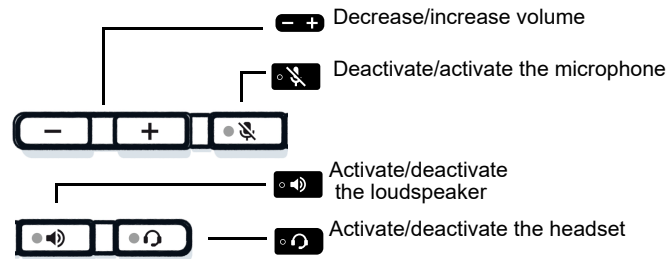 Decrease/increase volume
Deactivate/activate the microphone
Activate/deactivate
the loudspeaker
Activate/deactivate the headset